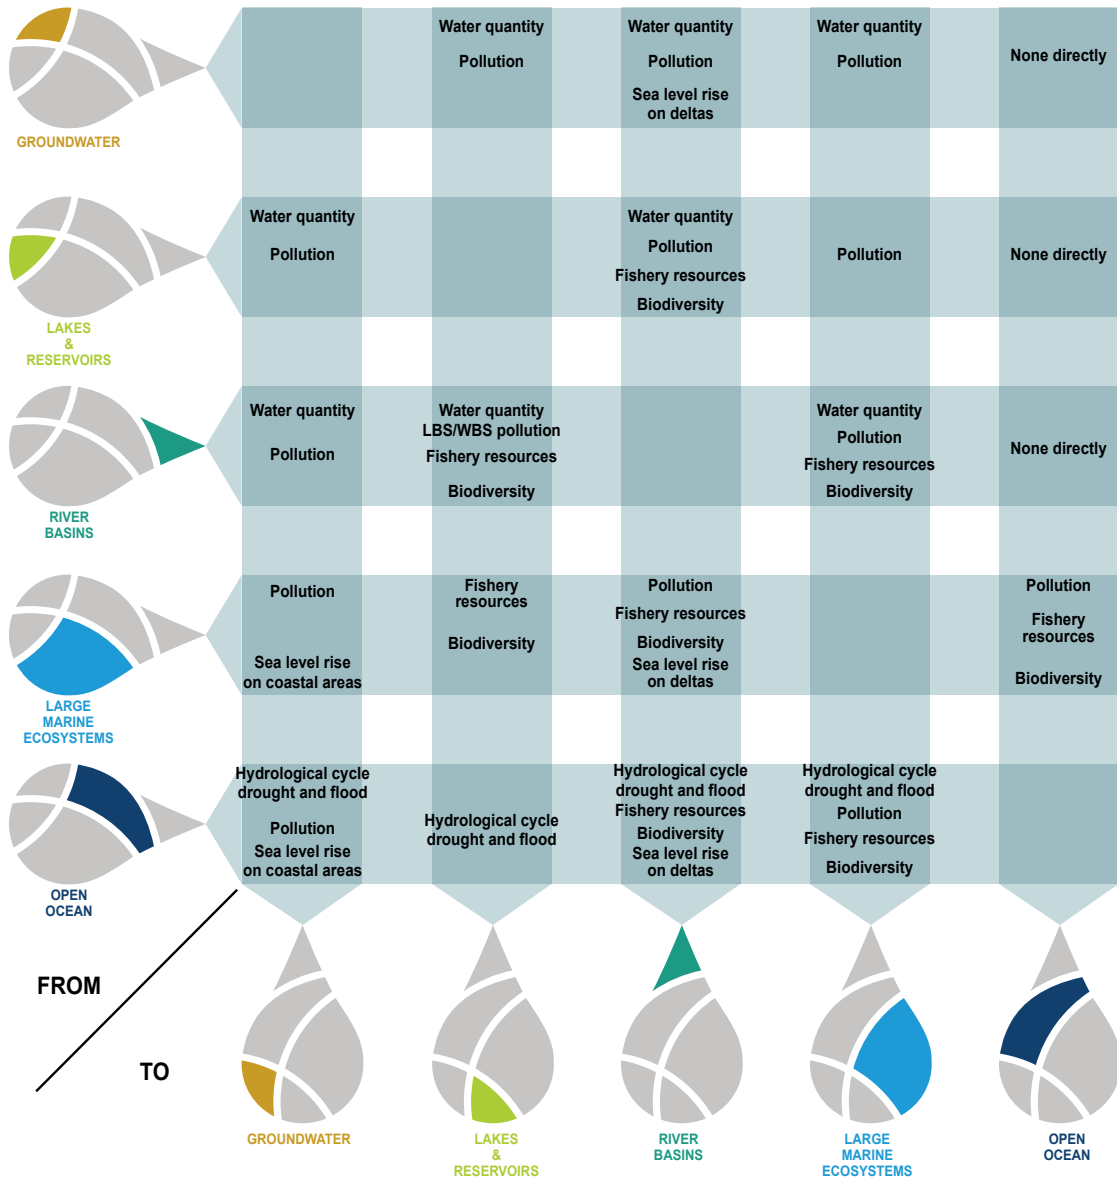 Water quantity
Pollution
Water quantity
Pollution
Sea level rise
on deltas
Water quantity
Pollution
None directly
GROUNDWATER
Water quantity
Pollution
Water quantity
Pollution
Fishery resources
Biodiversity
Pollution
None directly
LAKES
&
RESERVOIRS
Water quantity
Pollution
Water quantity
LBS/WBS pollution
Fishery resources
Biodiversity
Water quantity
Pollution
Fishery resources
Biodiversity
None directly
RIVER
BASINS
Pollution
Sea level rise
on coastal areas
Fishery
resources
Biodiversity
Pollution
Fishery resources
Biodiversity
Sea level rise
on deltas
Pollution
Fishery
resources
Biodiversity
LARGE
MARINE
ECOSYSTEMS
Hydrological cycle
drought and flood
Pollution
Sea level rise
on coastal areas
Hydrological cycle
drought and flood
Hydrological cycle
drought and flood
Fishery resources
Biodiversity
Sea level rise
on deltas
Hydrological cycle
drought and flood
Pollution
Fishery resources
Biodiversity
OPEN
OCEAN
FROM
TO
GROUNDWATER
LAKES
&
RESERVOIRS
RIVER
BASINS
LARGE
MARINE
ECOSYSTEMS
OPEN
OCEAN